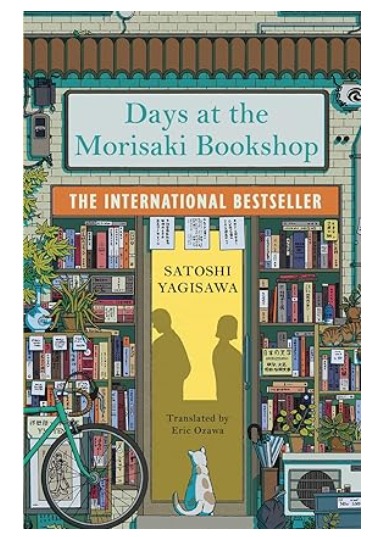 Days at the
Morisaki Bookshop
THE INTERNATIONAL BESTSELLER
SATOSHI
YAGISAWA
Translated by
Eric Ozawa